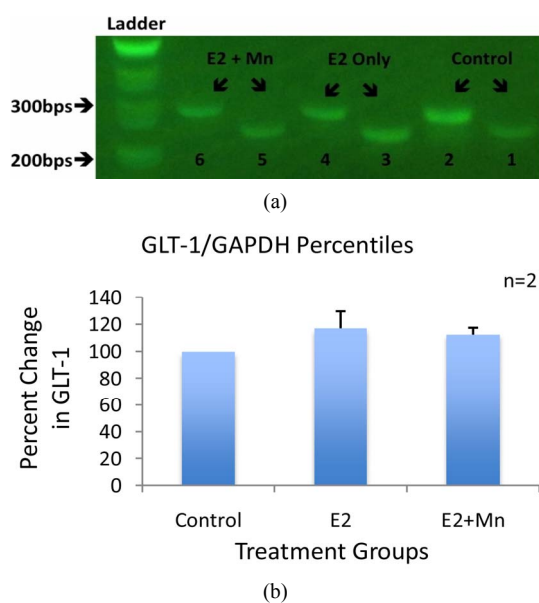 Ladder
E2 + Mn E2 Only Control
300bps
200bps
6 5 4 3 2 1
(a)
GLT-1/GAPDH Percentiles
n=2
140
120
100
80
60
40
20
0
Percent Change
in GLT-1
Control E2 E2+Mn
Treatment Groups
(b)